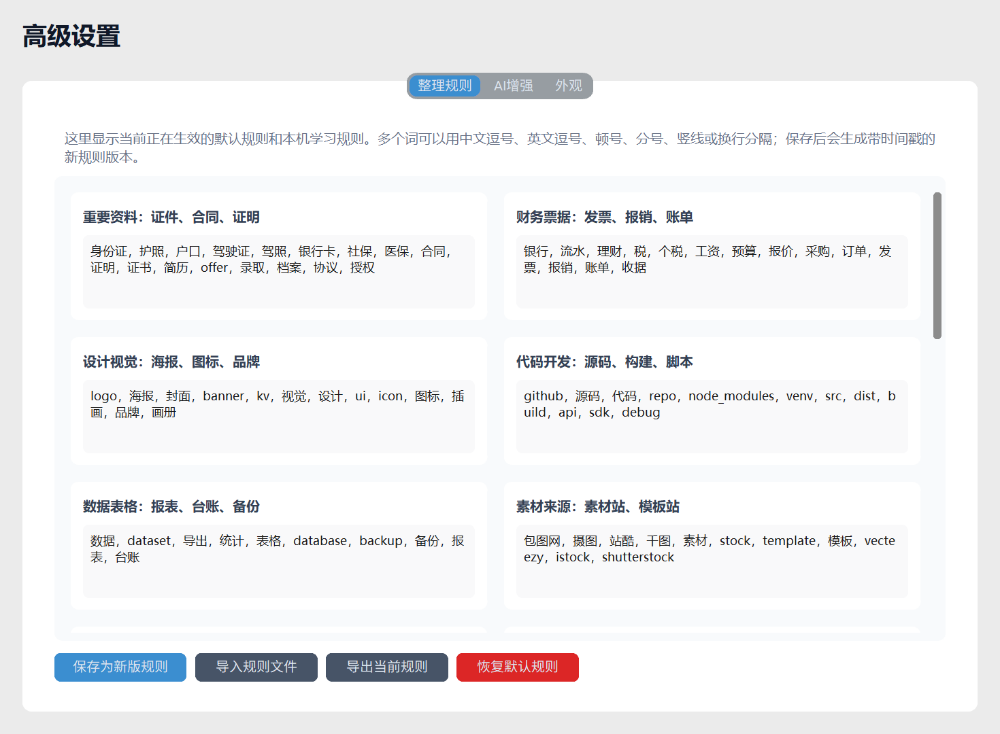 高级设置
整理规则
AI增强
外观
这里显示当前正在生效的默认规则和本机学习规则。多个词可以用中文逗号、英文逗号、顿号、分号、竖线或换行分隔；保存后会生成带时间戳的
新规则版本。
重要资料：证件、合同、证明
身份证，护照，户口，驾驶证，驾照，银行卡，社保，医保，合同，
证明，证书，简历，offer，录取，档案，协议，授权
财务票据：发票、报销、账单
银行，流水，理财，税，个税，工资，预算，报价，采购，订单，发
票，报销，账单，收据
设计视觉：海报、图标、品牌
logo，海报，封面，banner，kv，视觉，设计，ui，icon，图标，插
画，品牌，画册
代码开发：源码、构建、脚本
github，源码，代码，repo，node_modules，venv，src，dist，b
uild，api，sdk，debug
数据表格：报表、台账、备份
数据，dataset，导出，统计，表格，database，backup，备份，报
表，台账
素材来源：素材站、模板站
包图网，摄图，站酷，千图，素材，stock，template，模板，vecte
ezy，istock，shutterstock
保存为新版规则
导入规则文件
导出当前规则
恢复默认规则